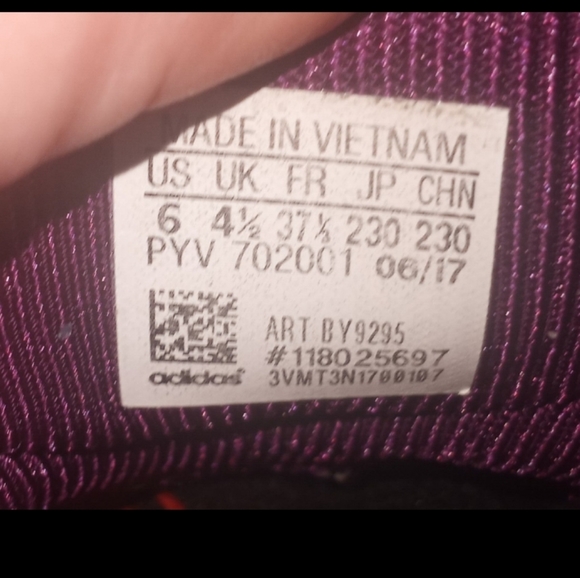 MADE IN VIETNAM
US UK FR JP CHN
6 4½ 37⅓ 230 230
PYV 702001 06/17
ART BY9295
#118025697
adidas 3VMT3N1700107